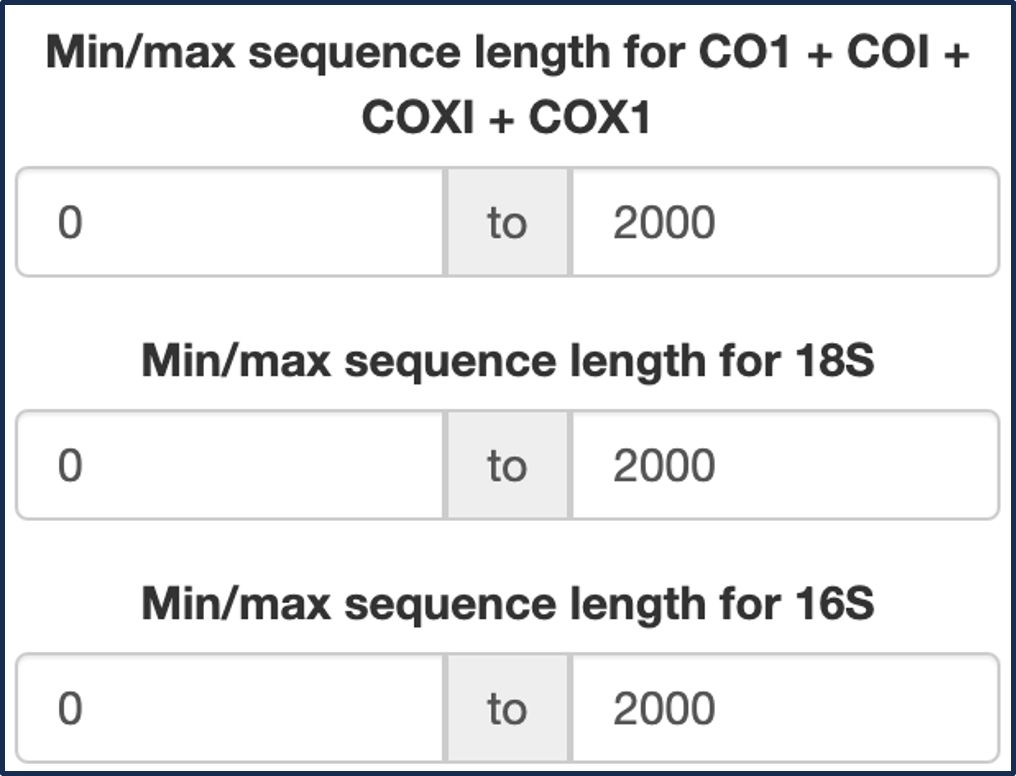 Min/max sequence length for CO1 + COI +
COXI + COX1
0 to 2000
Min/max sequence length for 18S
0 to 2000
Min/max sequence length for 16S
0 to 2000